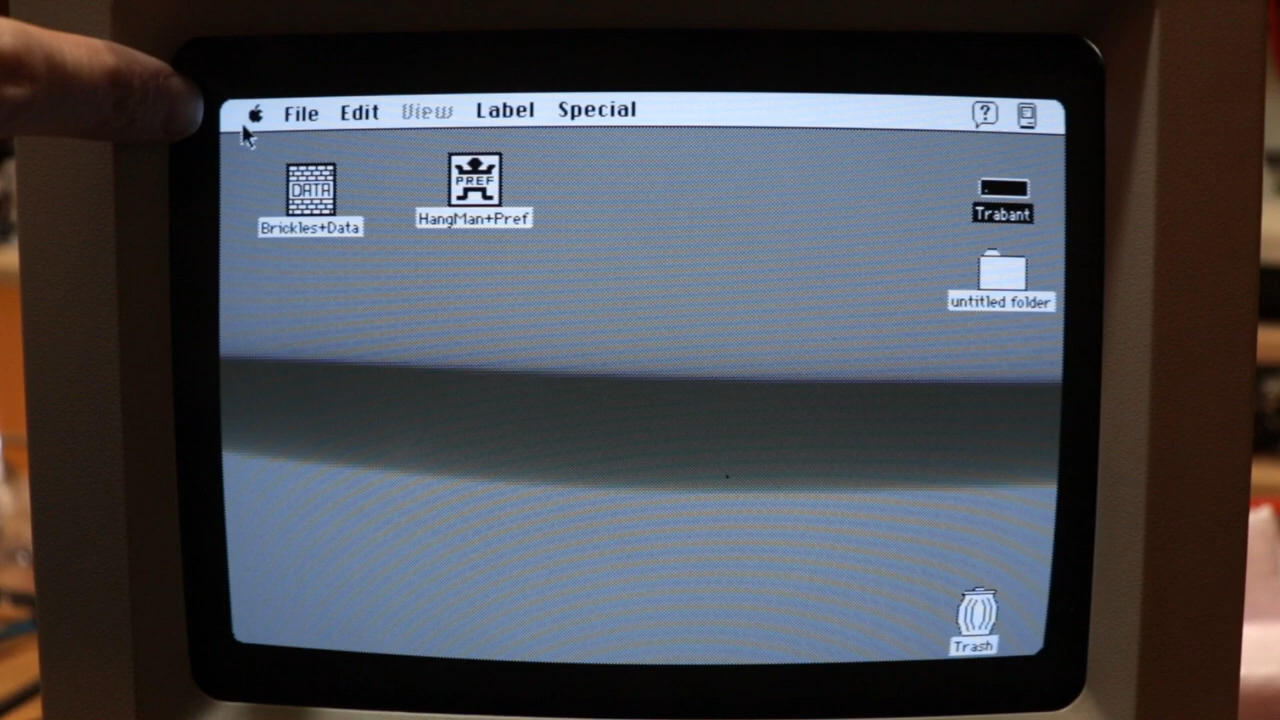 File Edit View Label Special ?
DATA
Brickles+Data
PREF
HangMan+Pref
Trabant
untitled folder
Trash